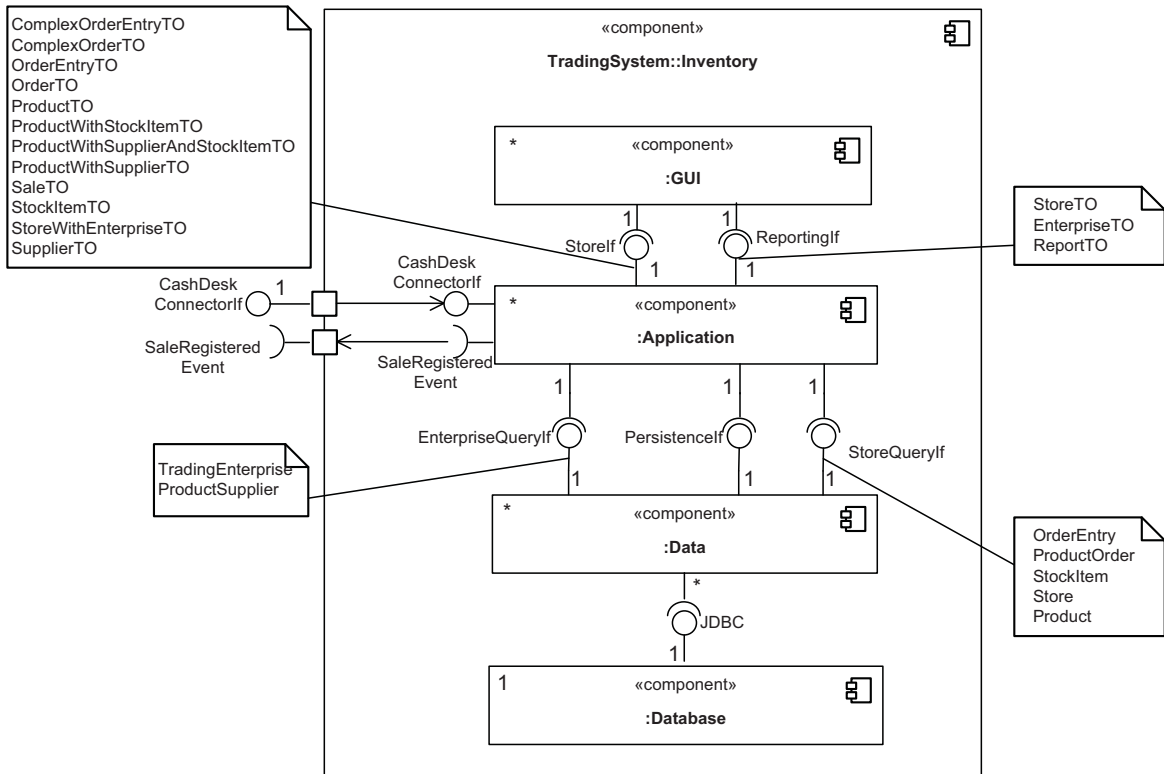 ComplexOrderEntryTO
ComplexOrderTO
OrderEntryTO
OrderTO
ProductTO
ProductWithStockItemTO
ProductWithSupplierAndStockItemTO
ProductWithSupplierTO
SaleTO
StockItemTO
StoreWithEnterpriseTO
SupplierTO
«component»
TradingSystem::Inventory
*
«component»
:GUI
1
1
StoreIf
ReportingIf
1
1
StoreTO
EnterpriseTO
ReportTO
CashDesk
ConnectorIf
1
CashDesk
ConnectorIf
SaleRegistered
Event
SaleRegistered
Event
*
«component»
:Application
1
1
1
EnterpriseQueryIf
PersistenceIf
StoreQueryIf
1
1
1
TradingEnterprise
ProductSupplier
*
«component»
:Data
OrderEntry
ProductOrder
StockItem
Store
Product
*
JDBC
1
1
«component»
:Database